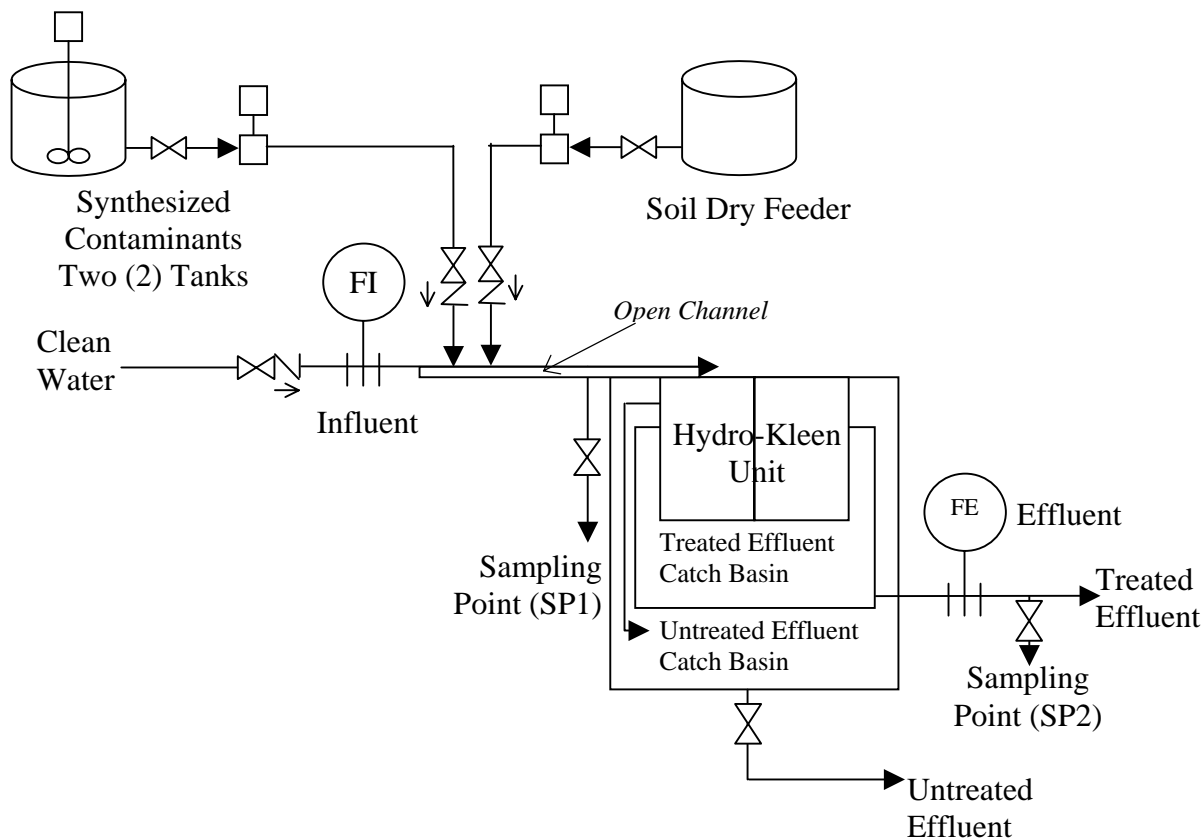 Synthesized
Contaminants
Two (2) Tanks
Soil Dry Feeder
FI
Open Channel
Clean
Water
Influent
Hydro-Kleen
Unit
FE
Effluent
Treated Effluent
Catch Basin
Sampling
Point (SP1)
Treated
Effluent
Untreated Effluent
Catch Basin
Sampling
Point (SP2)
Untreated
Effluent